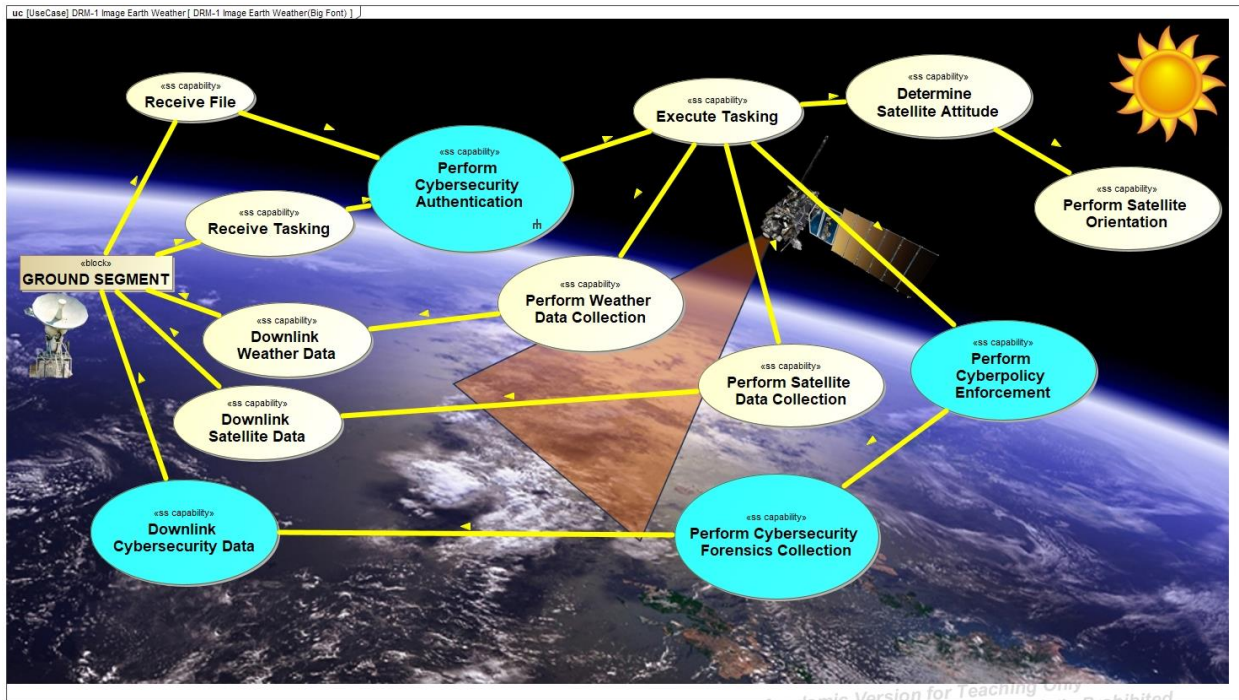 uc [UseCase] DRM-1 Image Earth Weather [ DRM-1 Image Earth Weather(Big Font) ]
«ss capability»
Receive File
«ss capability»
Execute Tasking
«ss capability»
Determine
Satellite Attitude
«ss capability»
Perform
Cybersecurity
Authentication
«ss capability»
Perform Satellite
Orientation
«ss capability»
Receive Tasking
«block»
GROUND SEGMENT
«ss capability»
Perform Weather
Data Collection
«ss capability»
Downlink
Weather Data
«ss capability»
Perform
Cyberpolicy
Enforcement
«ss capability»
Perform Satellite
Data Collection
«ss capability»
Downlink
Satellite Data
«ss capability»
Downlink
Cybersecurity Data
«ss capability»
Perform Cybersecurity
Forensics Collection
Version for Teaching Only